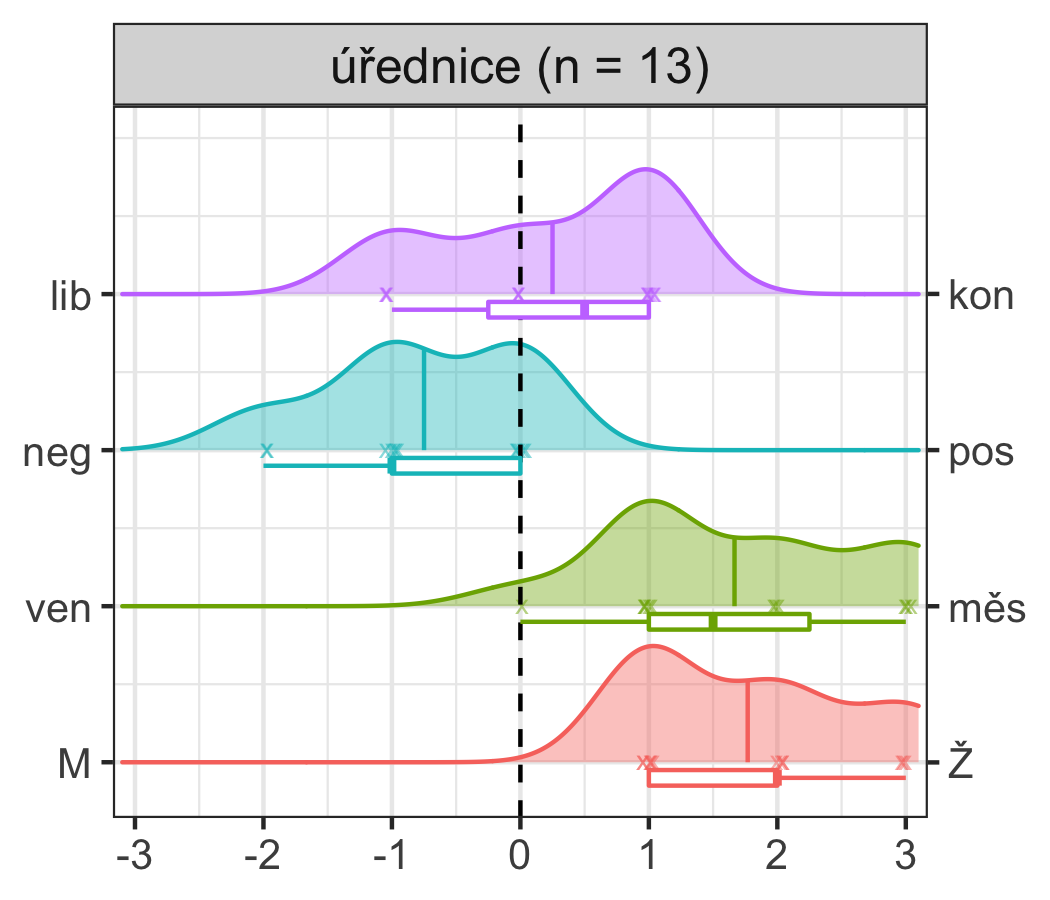 úřednice (n = 13)
lib kon
neg pos
ven měs
M Ž
-3 -2 -1 0 1 2 3